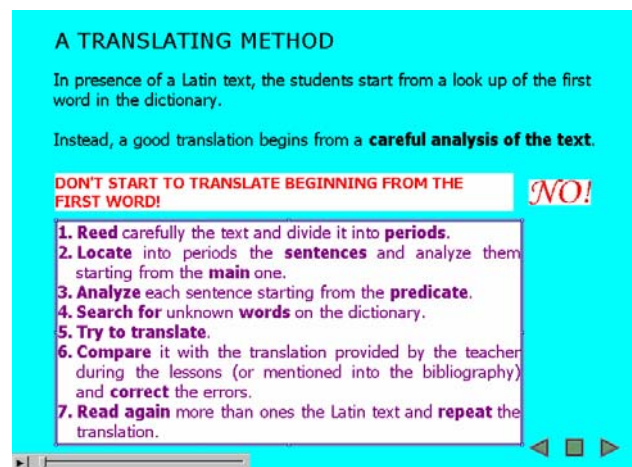 A TRANSLATING METHOD
In presence of a Latin text, the students start from a look up of the first
word in the dictionary.
Instead, a good translation begins from a careful analysis of the text.
DON'T START TO TRANSLATE BEGINNING FROM THE
FIRST WORD!
NO!
1. Reed carefully the text and divide it into periods.
2. Locate into periods the sentences and analyze them
starting from the main one.
3. Analyze each sentence starting from the predicate.
4. Search for unknown words on the dictionary.
5. Try to translate.
6. Compare it with the translation provided by the teacher
during the lessons (or mentioned into the bibliography)
and correct the errors.
7. Read again more than ones the Latin text and repeat the
translation.